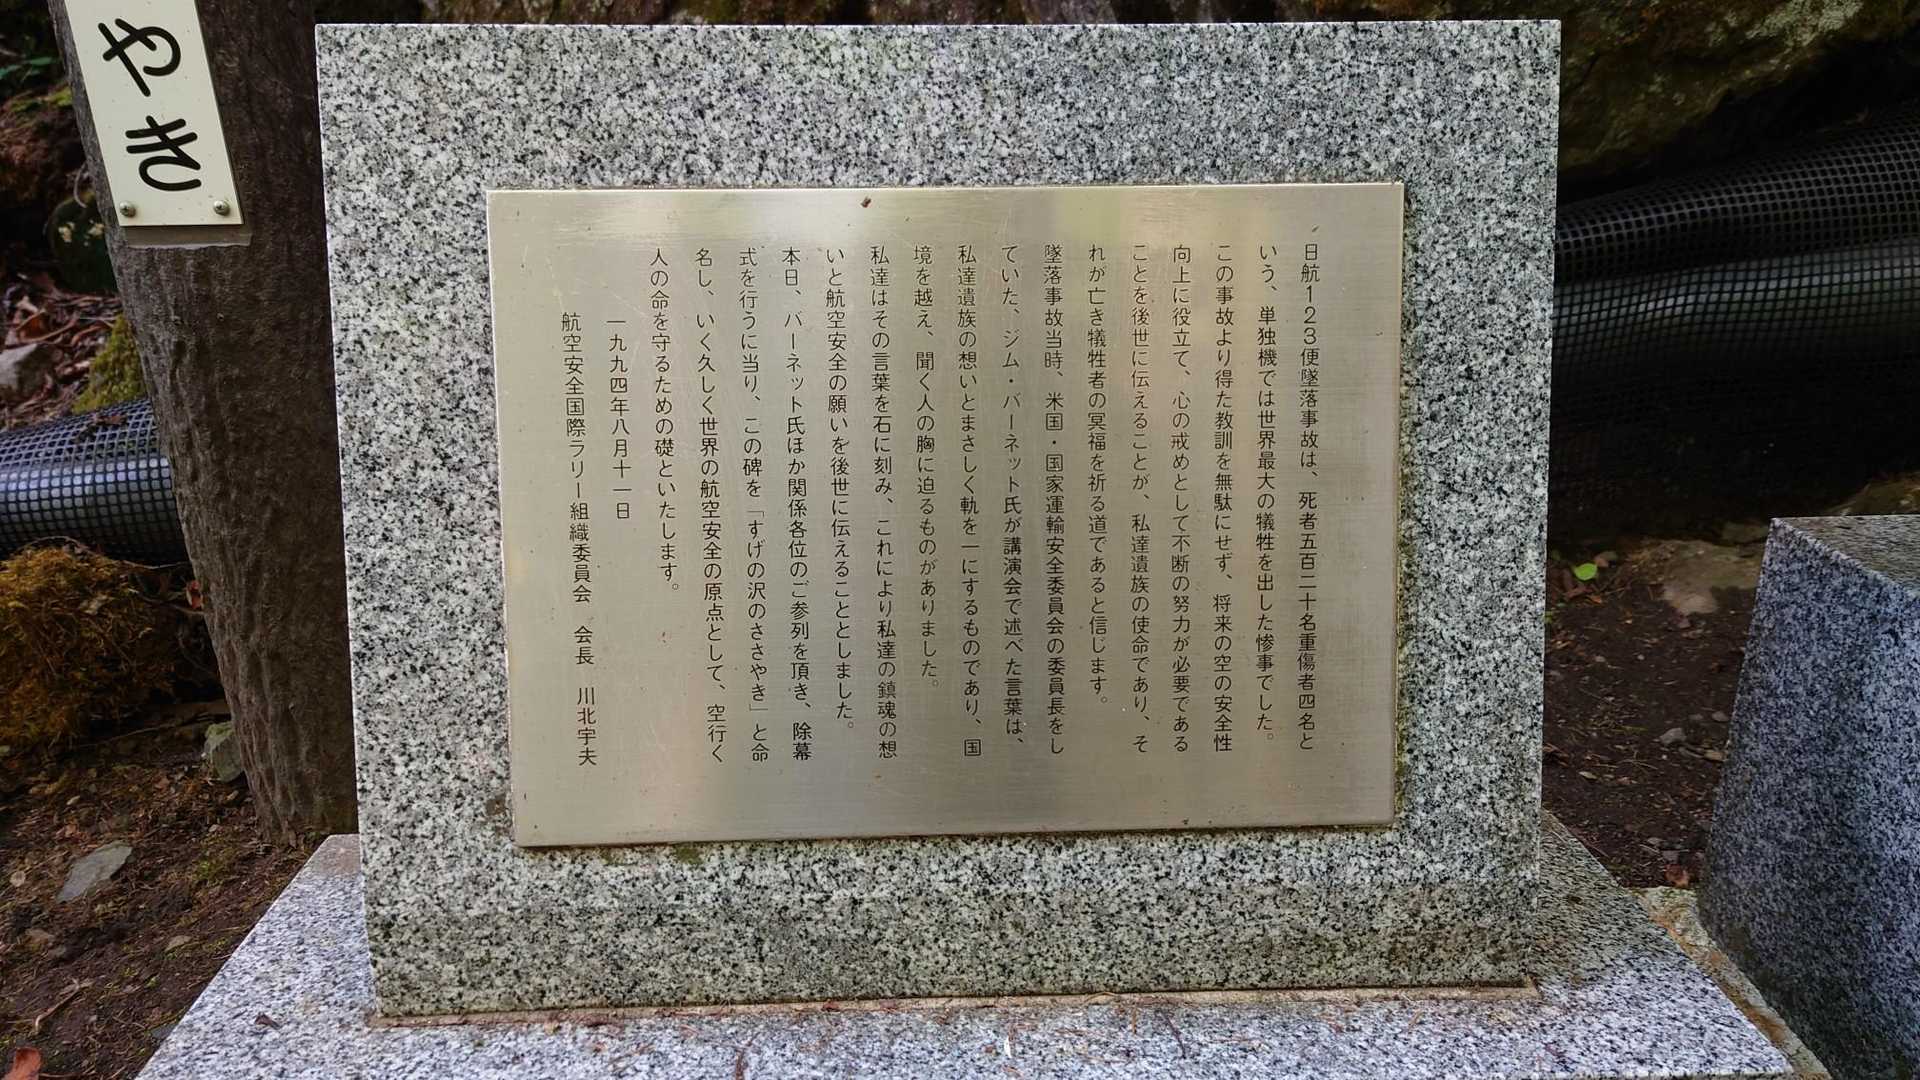 日航１２３便墜落事故は、死者五百二十名重傷者四名と
いう、単独機では世界最大の犠牲を出した惨事でした。
この事故より得た教訓を無駄にせず、将来の空の安全性
向上に役立て、心の戒めとして不断の努力が必要である
ことを後世に伝えることが、私達遺族の使命であり、そ
れが亡き犠牲者の冥福を祈る道であると信じます。
墜落事故当時、米国・国家運輸安全委員会の委員長をし
ていた、ジム・バーネット氏が講演会で述べた言葉は、
私達遺族の想いとまさしく軌を一にするものであり、国
境を越え、聞く人の胸に迫るものがありました。
私達はその言葉を石に刻み、これにより私達の鎮魂の想
いと航空安全の願いを後世に伝えることとしました。
本日、バーネット氏ほか関係各位のご参列を頂き、除幕
式を行うに当り、この碑を「すげの沢のささやき」と命
名し、いく久しく世界の航空安全の原点として、空行く
人の命を守るための礎といたします。
一九九四年八月十一日
航空安全国際ラリー組織委員会　会長　川北宇夫
やき